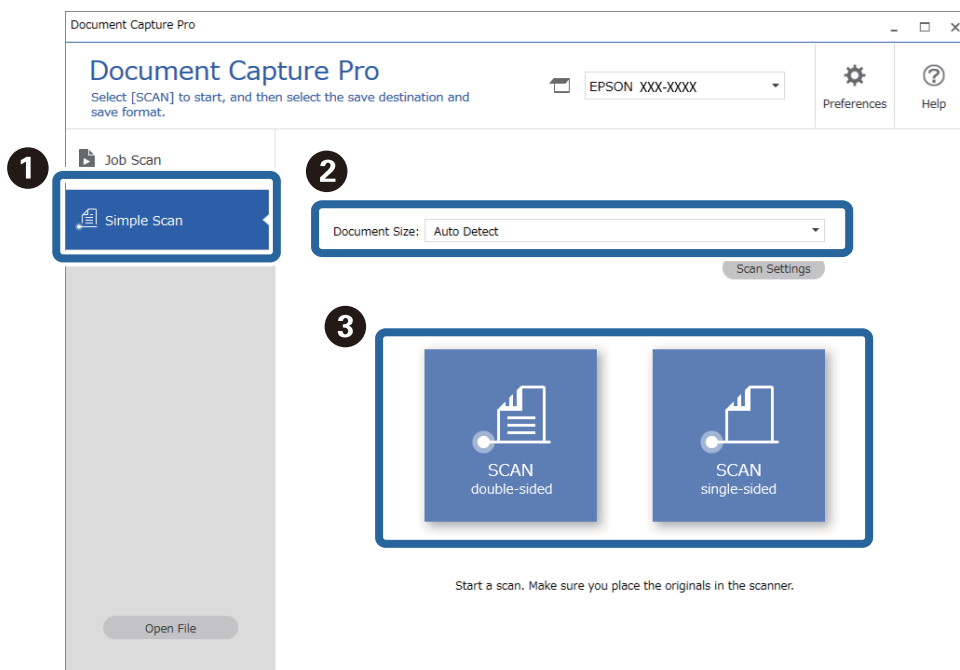 Document Capture Pro
Document Capture Pro
Select [SCAN] to start, and then select the save destination and
save format.
EPSON XXX-XXXX
Preferences
Help
Job Scan
1
Simple Scan
2
Document Size: Auto Detect
Scan Settings
3
SCAN
double-sided
SCAN
single-sided
Start a scan. Make sure you place the originals in the scanner.
Open File